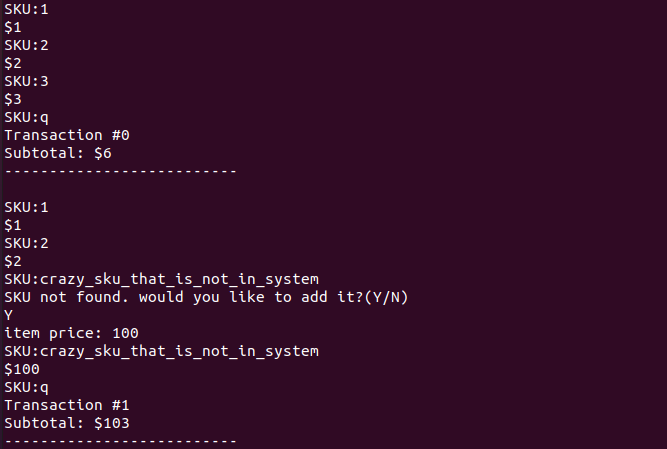 SKU:1
$1
SKU:2
$2
SKU:3
$3
SKU:q
Transaction #0
Subtotal: $6
--------------------------
SKU:1
$1
SKU:2
$2
SKU:crazy_sku_that_is_not_in_system
SKU not found. would you like to add it?(Y/N)
Y
item price: 100
SKU:crazy_sku_that_is_not_in_system
$100
SKU:q
Transaction #1
Subtotal: $103
--------------------------